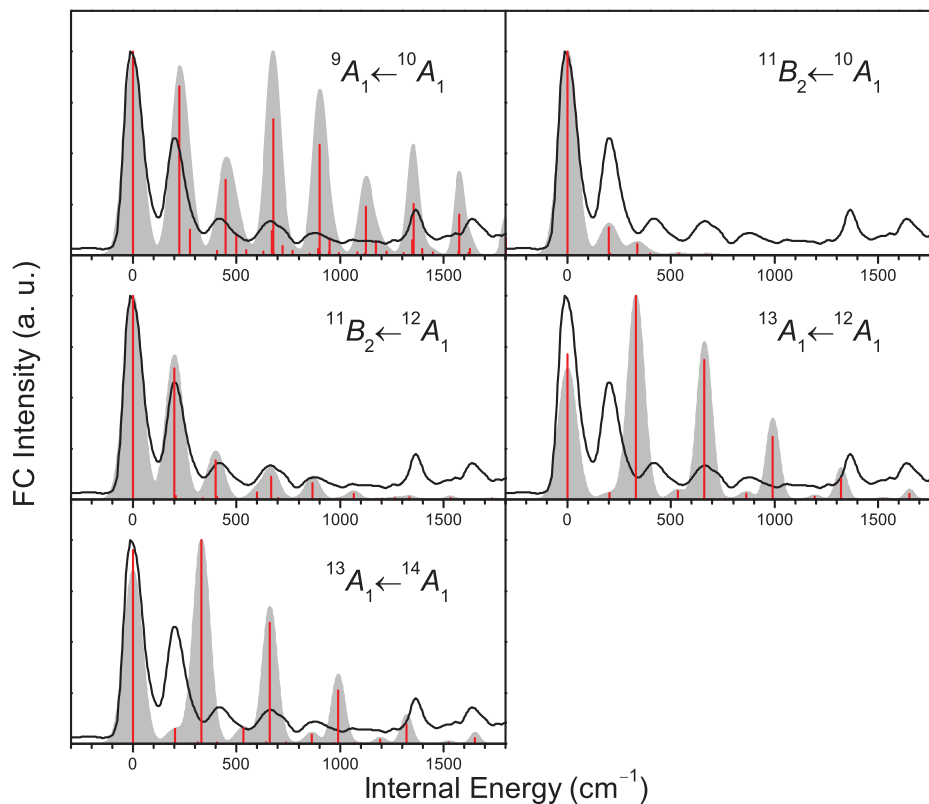 ⁹A₁←¹⁰A₁
¹¹B₂←¹⁰A₁
0 500 1000 1500
0 500 1000 1500
¹¹B₂←¹²A₁
¹³A₁←¹²A₁
FC Intensity (a. u.)
0 500 1000 1500
0 500 1000 1500
¹³A₁←¹⁴A₁
0 500 1000 1500
Internal Energy (cm⁻¹)